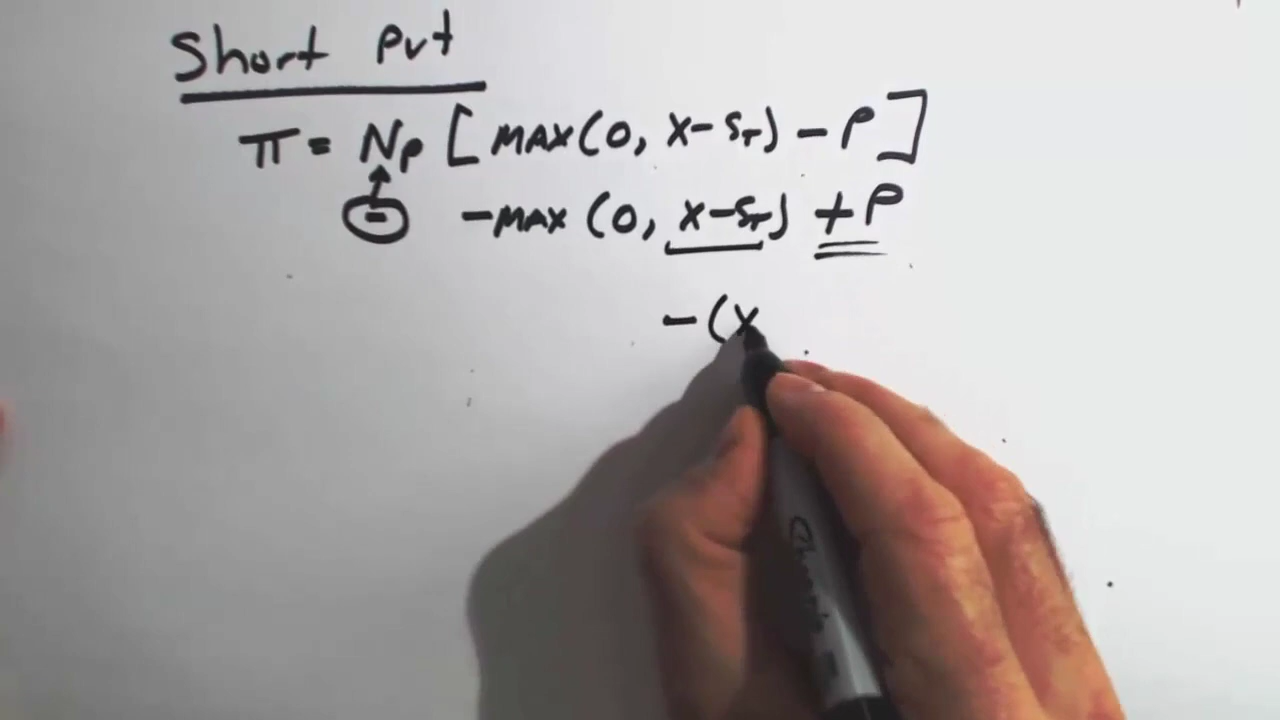 Short Put
π = Np [MAX(0, X-ST) - P]
- -MAX (0, X-ST) + P
-(X